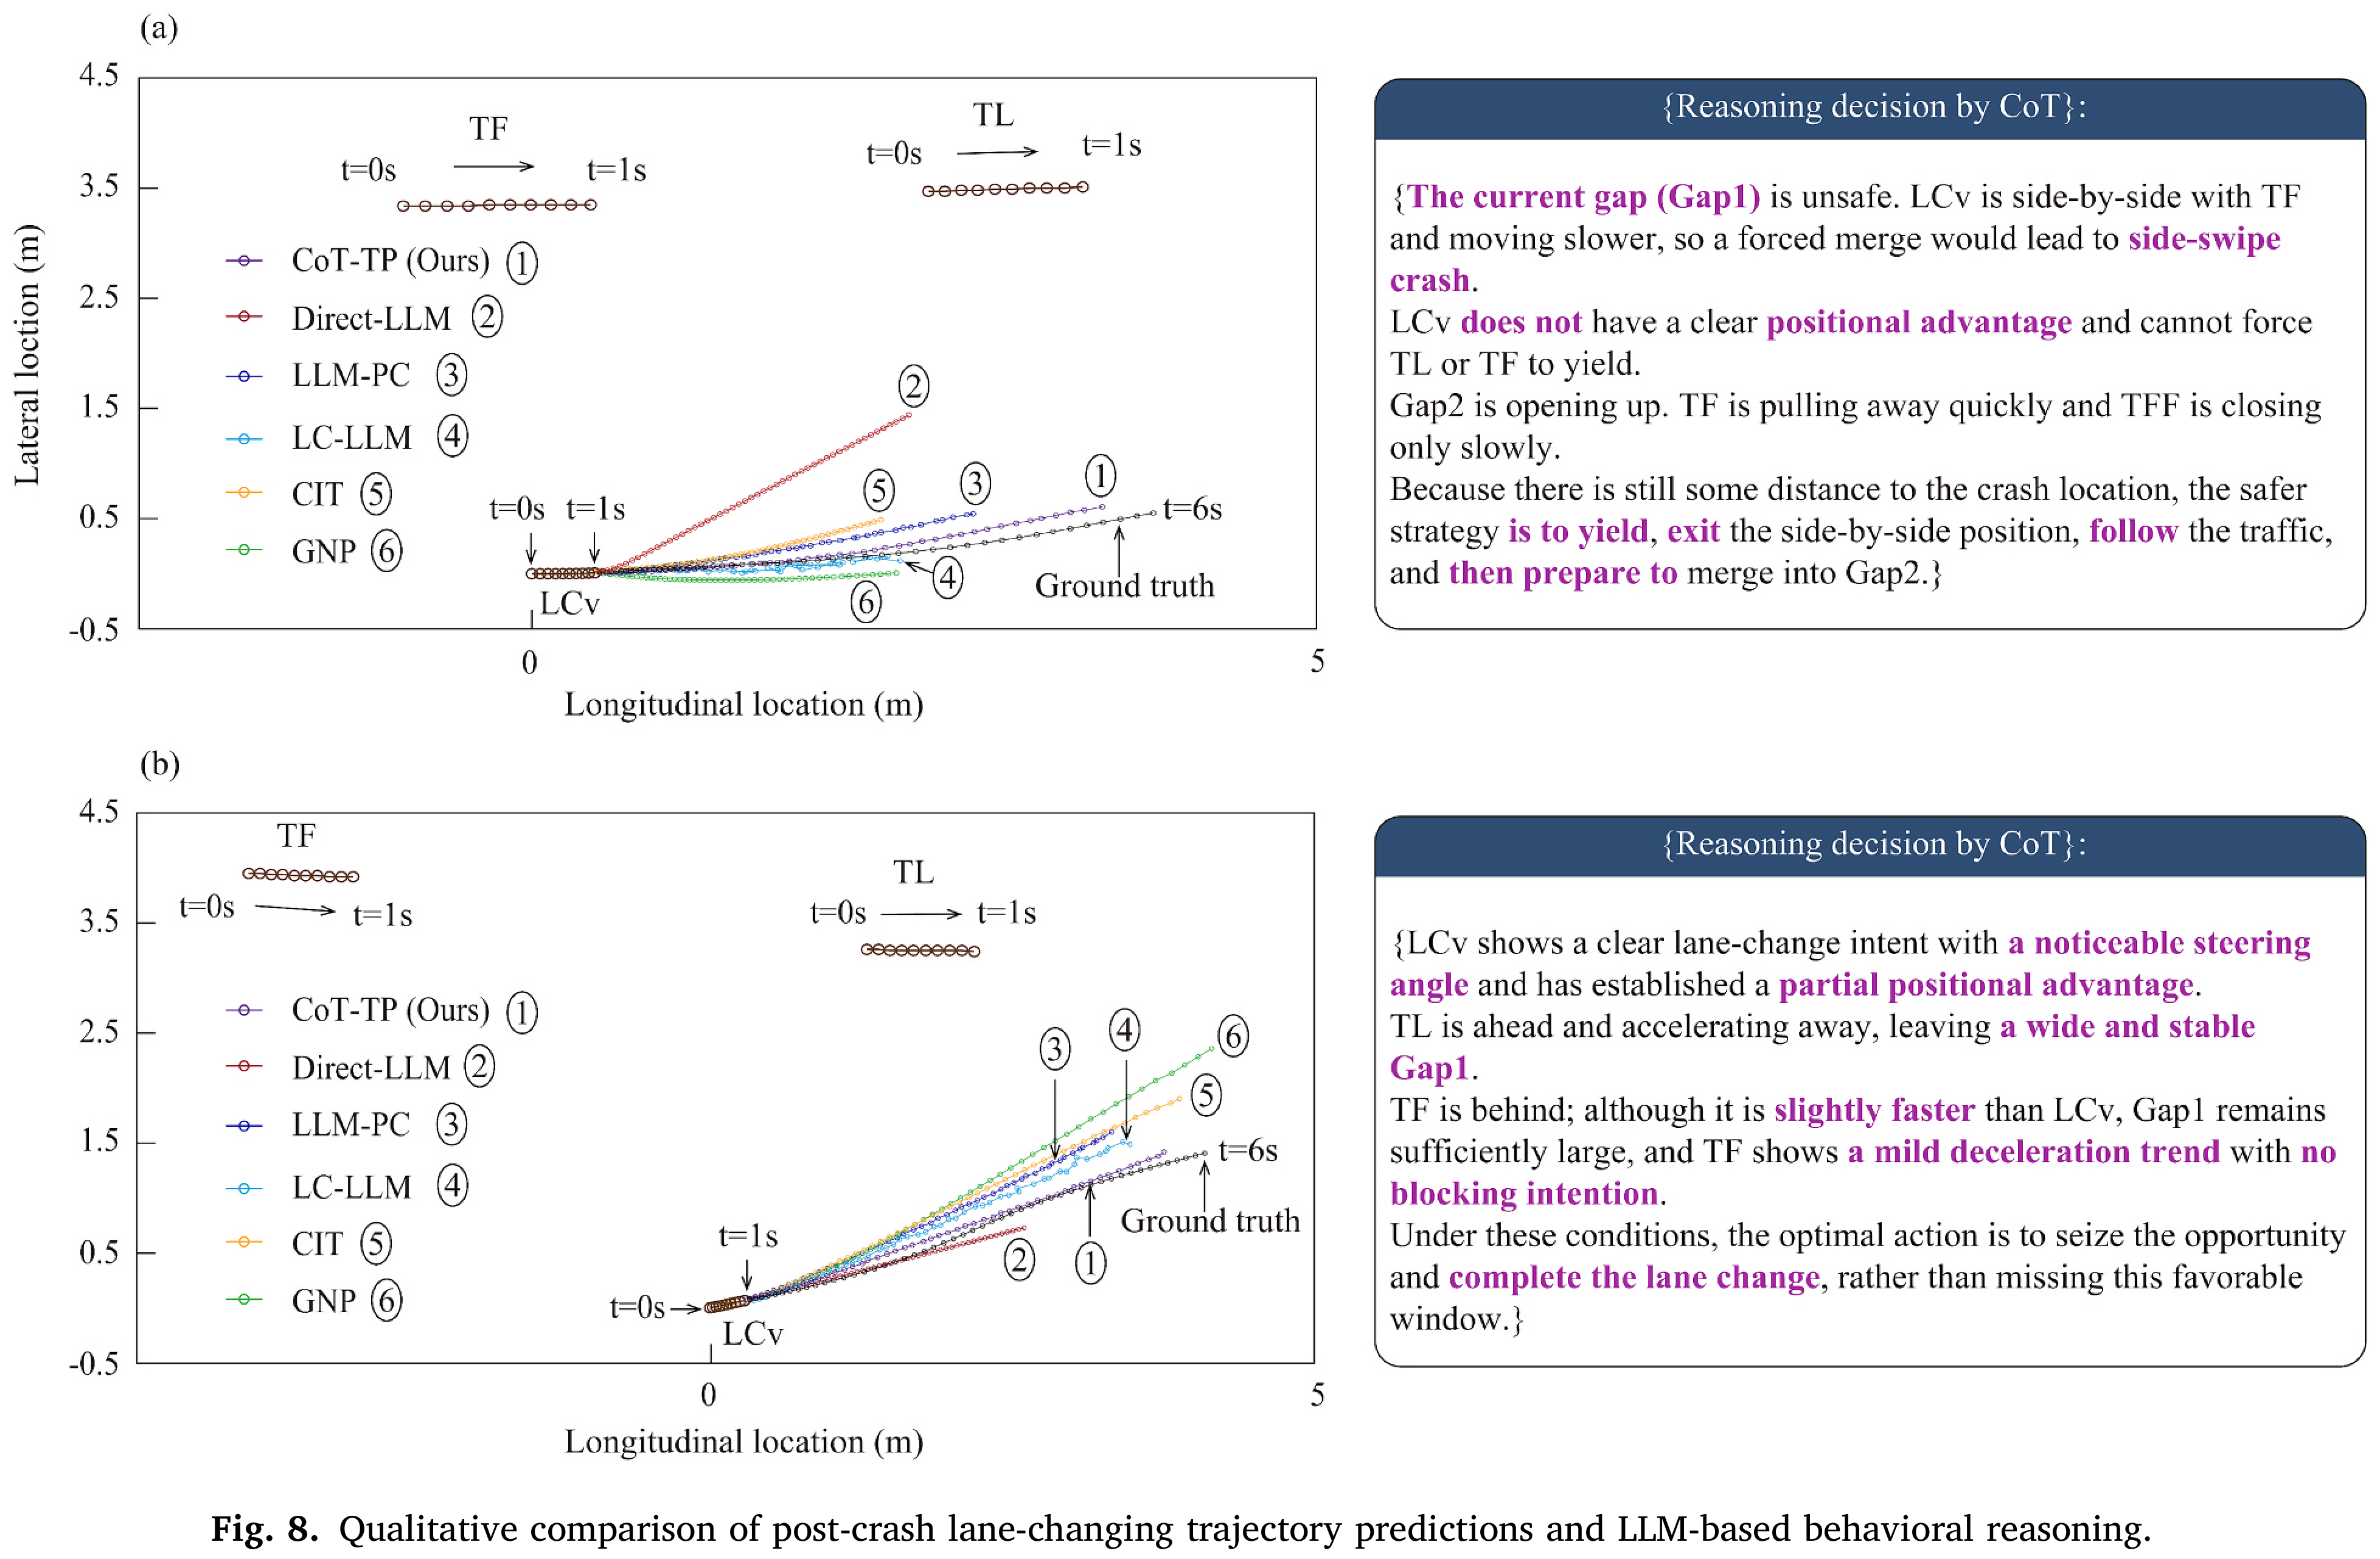 (a)
4.5
3.5
2.5
1.5
0.5
-0.5
Lateral loction (m)
TF
t=0s
t=1s
TL
t=0s
t=1s
CoT-TP (Ours) ①
Direct-LLM ②
LLM-PC ③
LC-LLM ④
CIT ⑤
GNP ⑥
②
⑤
③
①
t=0s
t=1s
t=6s
④
Ground truth
⑥
LCv
0
5
Longitudinal location (m)
{Reasoning decision by CoT}:
{The current gap (Gap1) is unsafe. LCv is side-by-side with TF
and moving slower, so a forced merge would lead to side-swipe
crash.
LCv does not have a clear positional advantage and cannot force
TL or TF to yield.
Gap2 is opening up. TF is pulling away quickly and TFF is closing
only slowly.
Because there is still some distance to the crash location, the safer
strategy is to yield, exit the side-by-side position, follow the traffic,
and then prepare to merge into Gap2.}
(b)
4.5
3.5
2.5
1.5
0.5
-0.5
TF
t=0s
t=1s
TL
t=0s
t=1s
CoT-TP (Ours) ①
Direct-LLM ②
LLM-PC ③
LC-LLM ④
CIT ⑤
GNP ⑥
③
④
⑥
⑤
t=6s
Ground truth
t=1s
②
①
t=0s
LCv
0
5
Longitudinal location (m)
{Reasoning decision by CoT}:
{LCv shows a clear lane-change intent with a noticeable steering
angle and has established a partial positional advantage.
TL is ahead and accelerating away, leaving a wide and stable
Gap1.
TF is behind; although it is slightly faster than LCv, Gap1 remains
sufficiently large, and TF shows a mild deceleration trend with no
blocking intention.
Under these conditions, the optimal action is to seize the opportunity
and complete the lane change, rather than missing this favorable
window.}
Fig. 8. Qualitative comparison of post-crash lane-changing trajectory predictions and LLM-based behavioral reasoning.